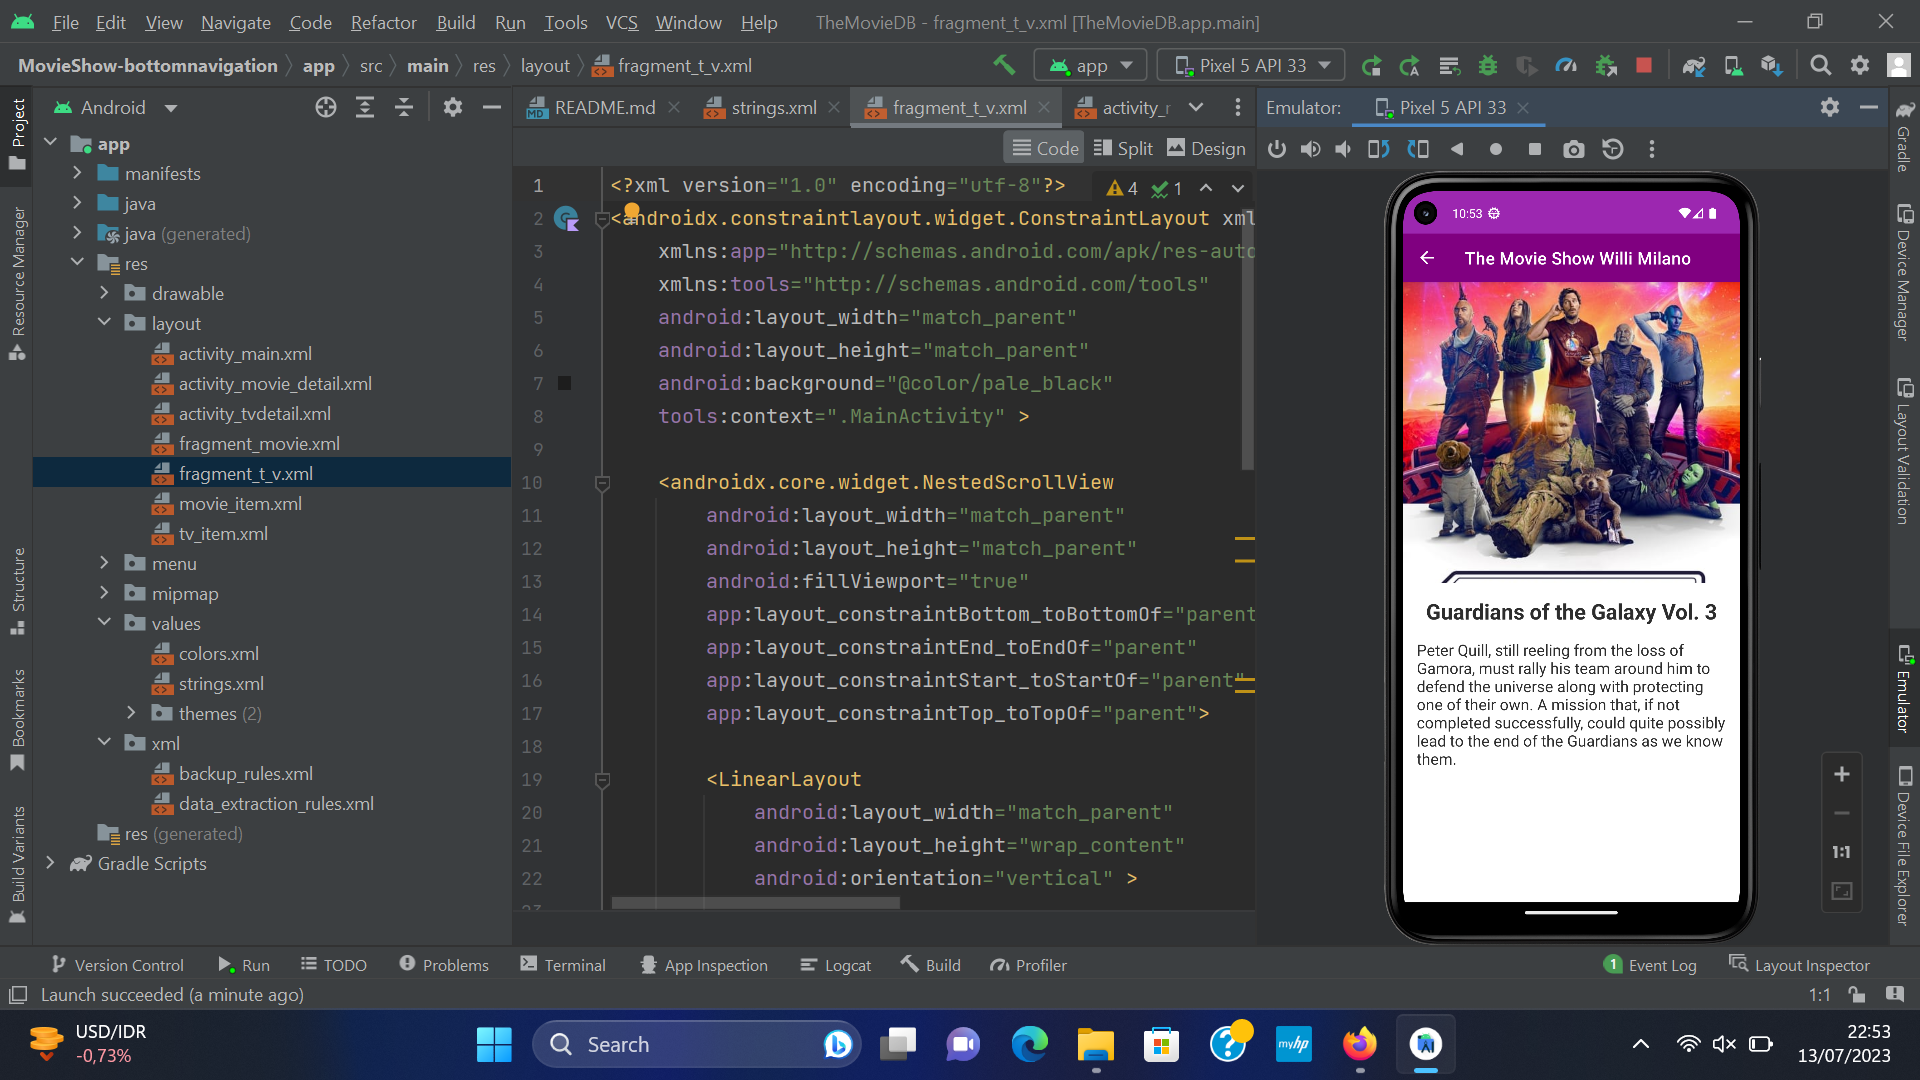 File Edit View Navigate Code Refactor Build Run Tools VCS Window Help TheMovieDB - fragment_t_v.xml [TheMovieDB.app.main]
MovieShow-bottomnavigation app src main res layout fragment_t_v.xml app Pixel 5 API 33
Project
Resource Manager
Structure
Bookmarks
Build Variants
Android
app
manifests
java
java (generated)
res
drawable
layout
activity_main.xml
activity_movie_detail.xml
activity_tvdetail.xml
fragment_movie.xml
fragment_t_v.xml
movie_item.xml
tv_item.xml
menu
mipmap
values
colors.xml
strings.xml
themes (2)
xml
backup_rules.xml
data_extraction_rules.xml
res (generated)
Gradle Scripts
README.md strings.xml fragment_t_v.xml activity_r
Code Split Design
4 1
1 <?xml version="1.0" encoding="utf-8"?>
2 <androidx.constraintlayout.widget.ConstraintLayout xml
3 xmlns:app="http://schemas.android.com/apk/res-auto
4 xmlns:tools="http://schemas.android.com/tools"
5 android:layout_width="match_parent"
6 android:layout_height="match_parent"
7 android:background="@color/pale_black"
8 tools:context=".MainActivity" >
9
10 <androidx.core.widget.NestedScrollView
11 android:layout_width="match_parent"
12 android:layout_height="match_parent"
13 android:fillViewport="true"
14 app:layout_constraintBottom_toBottomOf="parent
15 app:layout_constraintEnd_toEndOf="parent"
16 app:layout_constraintStart_toStartOf="parent"
17 app:layout_constraintTop_toTopOf="parent">
18
19 <LinearLayout
20 android:layout_width="match_parent"
21 android:layout_height="wrap_content"
22 android:orientation="vertical" >
Emulator: Pixel 5 API 33
10:53
The Movie Show Willi Milano
Guardians of the Galaxy Vol. 3
Peter Quill, still reeling from the loss of
Gamora, must rally his team around him to
defend the universe along with protecting
one of their own. A mission that, if not
completed successfully, could quite possibly
lead to the end of the Guardians as we know
them.
1:1
Gradle
Device Manager
Layout Validation
Emulator
Device File Explorer
Version Control Run TODO Problems Terminal App Inspection Logcat Build Profiler 1 Event Log Layout Inspector
Launch succeeded (a minute ago) 1:1
USD/IDR
-0,73%
Search
myhp
22:53
13/07/2023